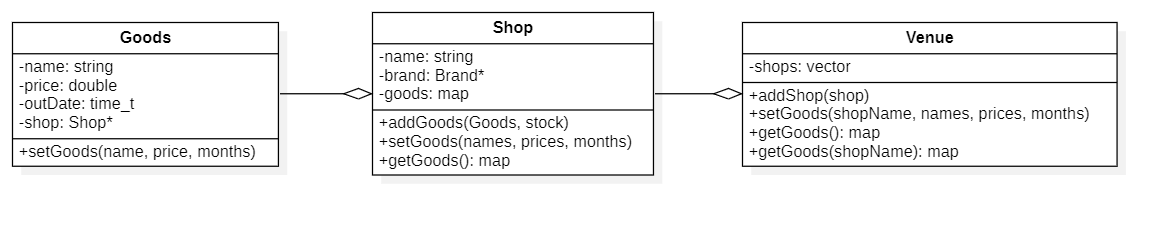 Goods
-name: string
-price: double
-outDate: time_t
-shop: Shop*
+setGoods(name, price, months)
Shop
-name: string
-brand: Brand*
-goods: map
+addGoods(Goods, stock)
+setGoods(names, prices, months)
+getGoods(): map
Venue
-shops: vector
+addShop(shop)
+setGoods(shopName, names, prices, months)
+getGoods(): map
+getGoods(shopName): map